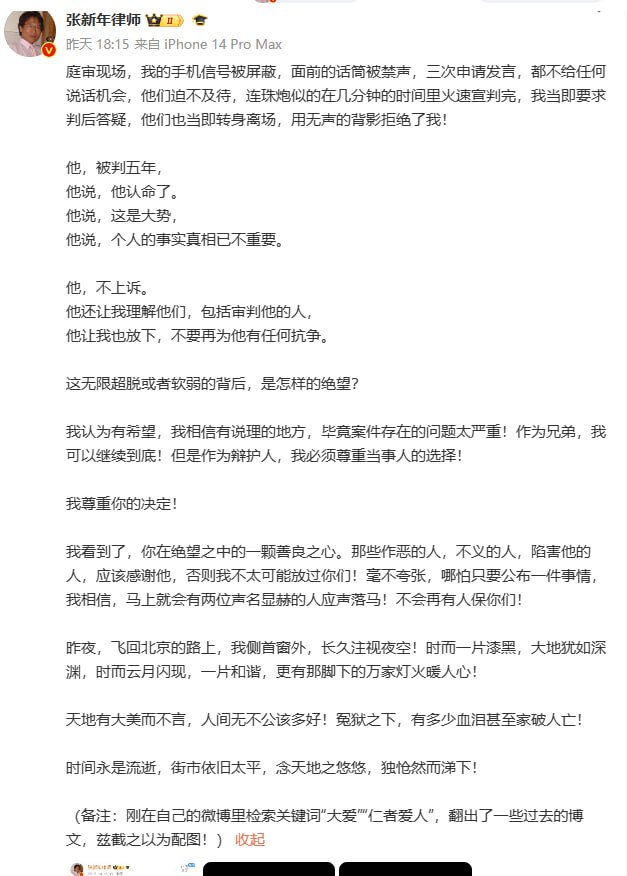 张新年律师
昨天 18:15 来自 iPhone 14 Pro Max
庭审现场，我的手机信号被屏蔽，面前的话筒被禁声，三次申请发言，都不给任何
说话机会，他们迫不及待，连珠炮似的在几分钟的时间里火速宣判完，我当即要求
判后答疑，他们也当即转身离场，用无声的背影拒绝了我！
他，被判五年，
他说，他认命了。
他说，这是大势，
他说，个人的事实真相已不重要。
他，不上诉。
他还让我理解他们，包括审判他的人，
他让我也放下，不要再为他有任何抗争。
这无限超脱或者软弱的背后，是怎样的绝望？
我认为有希望，我相信有说理的地方，毕竟案件存在的问题太严重！作为兄弟，我
可以继续到底！但是作为辩护人，我必须尊重当事人的选择！
我尊重你的决定！
我看到了，你在绝望之中的一颗善良之心。那些作恶的人，不义的人，陷害他的
人，应该感谢他，否则我不太可能放过你们！毫不夸张，哪怕只要公布一件事情，
我相信，马上就会有两位声名显赫的人应声落马！不会再有人保你们！
昨夜，飞回北京的路上，我侧首窗外，长久注视夜空！时而一片漆黑，大地犹如深
渊，时而云月闪现，一片和谐，更有那脚下的万家灯火暖人心！
天地有大美而不言，人间无不公该多好！冤狱之下，有多少血泪甚至家破人亡！
时间永是流逝，街市依旧太平，念天地之悠悠，独怆然而涕下！
（备注：刚在自己的微博里检索关键词“大爱”“仁者爱人”，翻出了一些过去的博
文，兹截之以为配图！） 收起